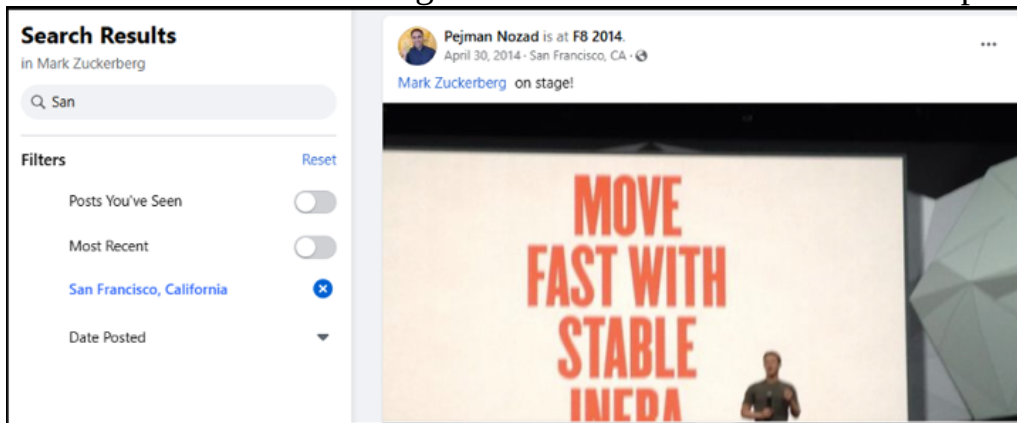 Search Results
in Mark Zuckerberg
San
Filters
Reset
Posts You've Seen
Most Recent
San Francisco, California
Date Posted
Pejman Nozad is at F8 2014.
April 30, 2014 · San Francisco, CA ·
Mark Zuckerberg on stage!
MOVE
FAST WITH
STABLE
INFRA